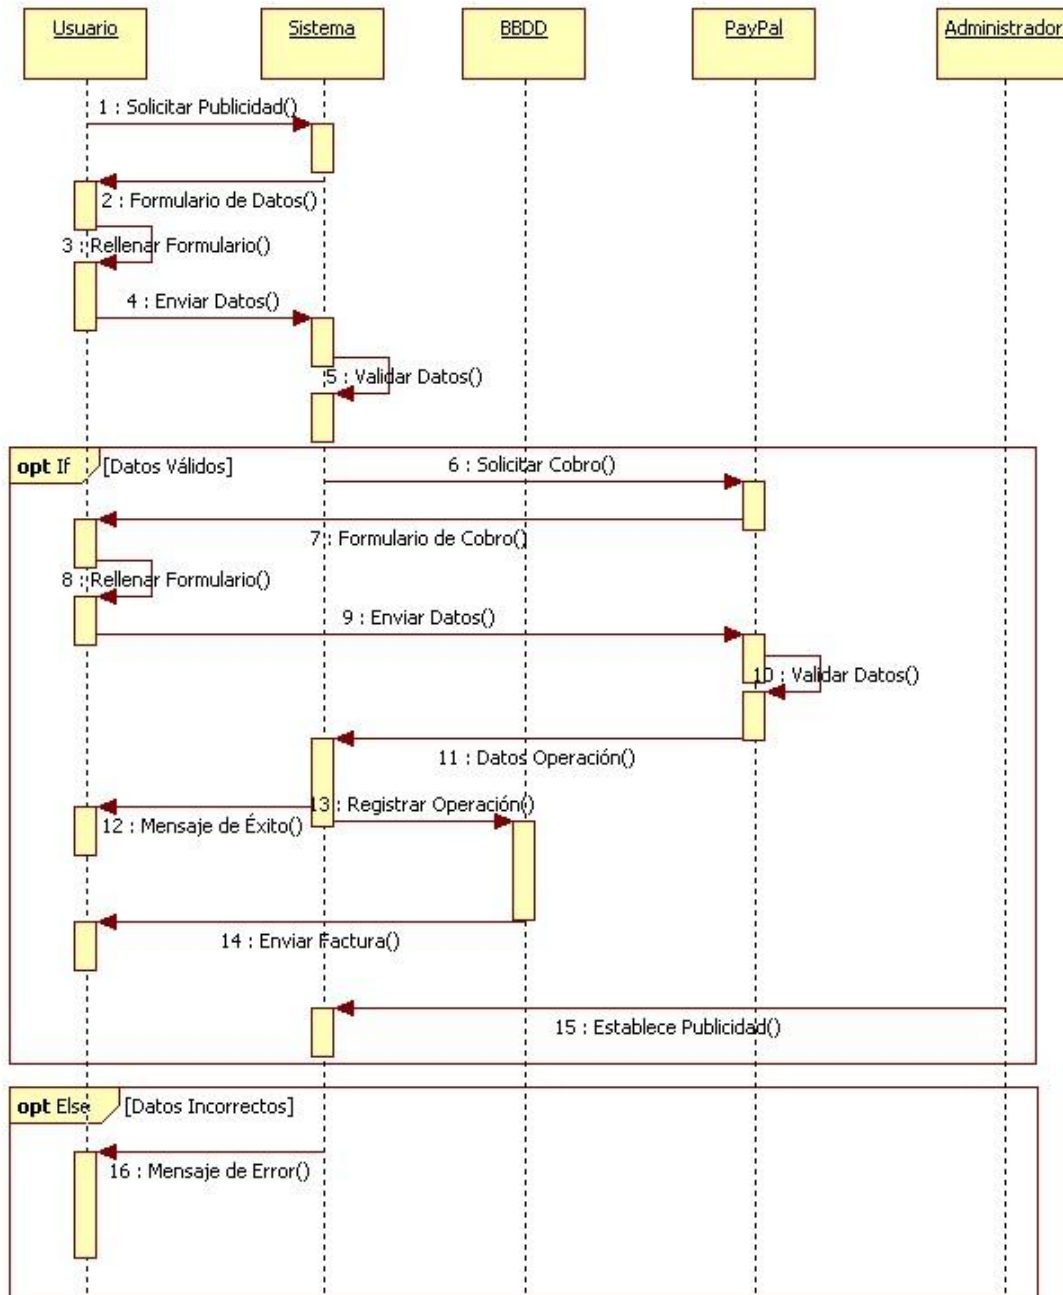 Usuario
Sistema
BBDD
PayPal
Administrador
1 : Solicitar Publicidad()
2 : Formulario de Datos()
3 : Rellenar Formulario()
4 : Enviar Datos()
5 : Validar Datos()
opt If [Datos Válidos]
6 : Solicitar Cobro()
7 : Formulario de Cobro()
8 : Rellenar Formulario()
9 : Enviar Datos()
10 : Validar Datos()
11 : Datos Operación()
13 : Registrar Operación()
12 : Mensaje de Éxito()
14 : Enviar Factura()
15 : Establece Publicidad()
opt Else [Datos Incorrectos]
16 : Mensaje de Error()